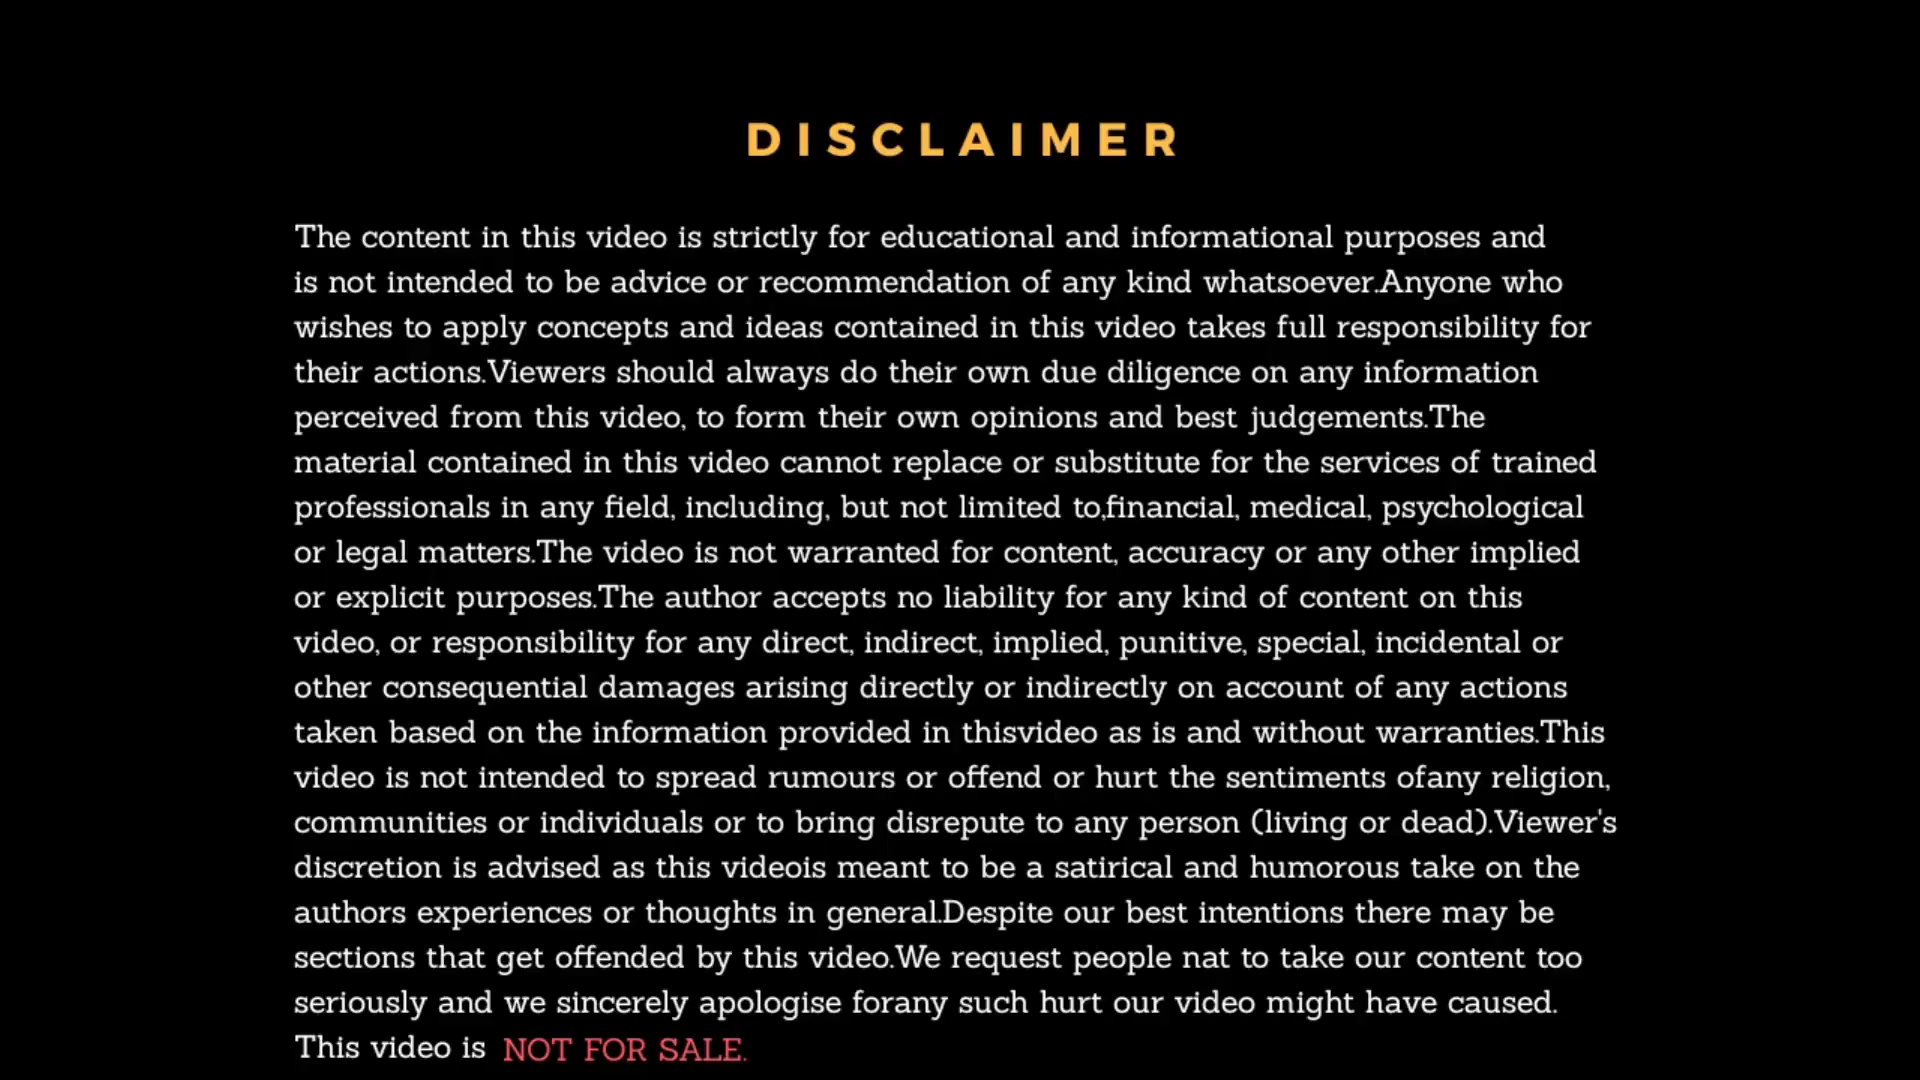 DISCLAIMER
The content in this video is strictly for educational and informational purposes and
is not intended to be advice or recommendation of any kind whatsoever.Anyone who
wishes to apply concepts and ideas contained in this video takes full responsibility for
their actions.Viewers should always do their own due diligence on any information
perceived from this video, to form their own opinions and best judgements.The
material contained in this video cannot replace or substitute for the services of trained
professionals in any field, including, but not limited to,financial, medical, psychological
or legal matters.The video is not warranted for content, accuracy or any other implied
or explicit purposes.The author accepts no liability for any kind of content on this
video, or responsibility for any direct, indirect, implied, punitive, special, incidental or
other consequential damages arising directly or indirectly on account of any actions
taken based on the information provided in thisvideo as is and without warranties.This
video is not intended to spread rumours or offend or hurt the sentiments ofany religion,
communities or individuals or to bring disrepute to any person (living or dead).Viewer's
discretion is advised as this videois meant to be a satirical and humorous take on the
authors experiences or thoughts in general.Despite our best intentions there may be
sections that get offended by this video.We request people nat to take our content too
seriously and we sincerely apologise forany such hurt our video might have caused.
This video is NOT FOR SALE.